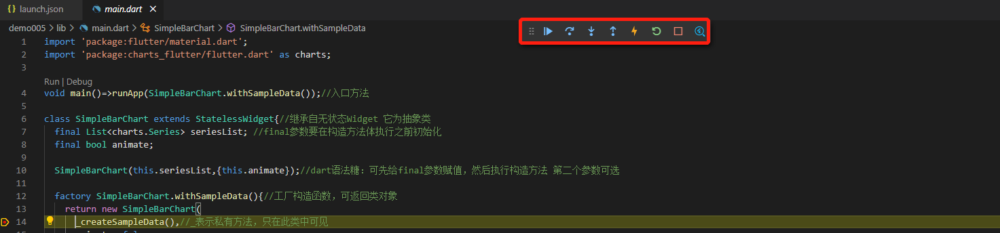 {} launch.json main.dart ×
demo005 > lib > main.dart > SimpleBarChart > SimpleBarChart.withSampleData
1 import 'package:flutter/material.dart';
2 import 'package:charts_flutter/flutter.dart' as charts;
3
Run | Debug
4 void main()=>runApp(SimpleBarChart.withSampleData());//入口方法
5
6 class SimpleBarChart extends StatelessWidget{//继承自无状态Widget 它为抽象类
7 final List<charts.Series> seriesList; //final参数要在构造方法体执行之前初始化
8 final bool animate;
9
10 SimpleBarChart(this.seriesList,{this.animate});//dart语法糖：可先给final参数赋值，然后执行构造方法 第二个参数可选
11
12 factory SimpleBarChart.withSampleData(){//工厂构造函数，可返回类对象
13 return new SimpleBarChart(
14 _createSampleData(),//_表示私有方法，只在此类中可见